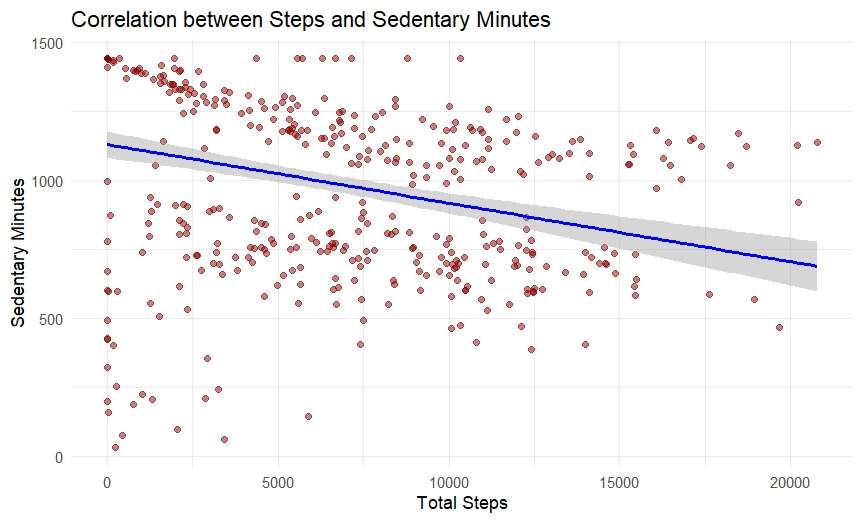 Correlation between Steps and Sedentary Minutes
1500
1000
500
0
Sedentary Minutes
0 5000 10000 15000 20000
Total Steps